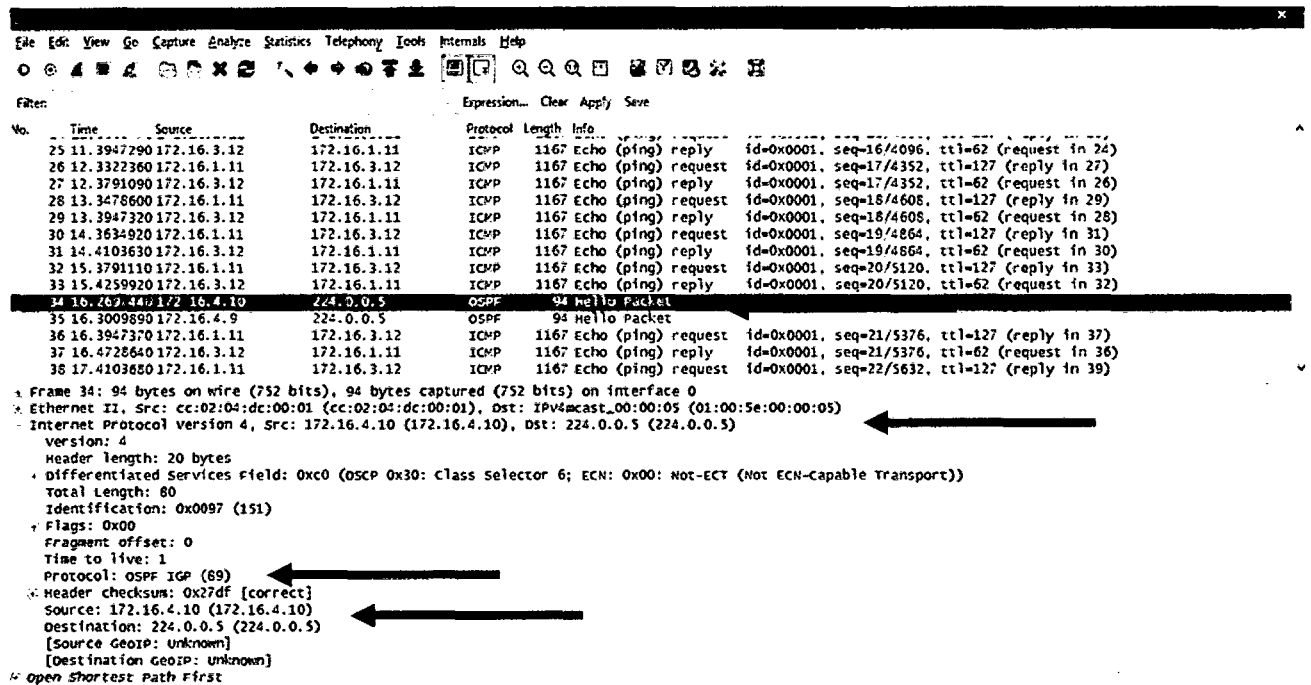 File Edit View Go Capture Analyze Statistics Telephony Tools Internals Help
Filter: Expression... Clear Apply Save
No. Time Source Destination Protocol Length Info
25 11.3947290 172.16.3.12 172.16.1.11 ICMP 1167 Echo (ping) reply id=0x0001, seq=16/4096, ttl=62 (request in 24)
26 12.3322360 172.16.1.11 172.16.3.12 ICMP 1167 Echo (ping) request id=0x0001, seq=17/4352, ttl=127 (reply in 27)
27 12.3791090 172.16.3.12 172.16.1.11 ICMP 1167 Echo (ping) reply id=0x0001, seq=17/4352, ttl=62 (request in 26)
28 13.3478600 172.16.1.11 172.16.3.12 ICMP 1167 Echo (ping) request id=0x0001, seq=18/4608, ttl=127 (reply in 29)
29 13.3947320 172.16.3.12 172.16.1.11 ICMP 1167 Echo (ping) reply id=0x0001, seq=18/4608, ttl=62 (request in 28)
30 14.3634920 172.16.1.11 172.16.3.12 ICMP 1167 Echo (ping) request id=0x0001, seq=19/4864, ttl=127 (reply in 31)
31 14.4103630 172.16.3.12 172.16.1.11 ICMP 1167 Echo (ping) reply id=0x0001, seq=19/4864, ttl=62 (request in 30)
32 15.3791110 172.16.1.11 172.16.3.12 ICMP 1167 Echo (ping) request id=0x0001, seq=20/5120, ttl=127 (reply in 33)
33 15.4259920 172.16.3.12 172.16.1.11 ICMP 1167 Echo (ping) reply id=0x0001, seq=20/5120, ttl=62 (request in 32)
34 172.16.4.10 224.0.0.5 OSPF 94 Hello Packet
35 16.3009890 172.16.4.9 224.0.0.5 OSPF 94 Hello Packet
36 16.3947370 172.16.1.11 172.16.3.12 ICMP 1167 Echo (ping) request id=0x0001, seq=21/5376, ttl=127 (reply in 37)
37 16.4728640 172.16.3.12 172.16.1.11 ICMP 1167 Echo (ping) reply id=0x0001, seq=21/5376, ttl=62 (request in 36)
38 17.4103680 172.16.1.11 172.16.3.12 ICMP 1167 Echo (ping) request id=0x0001, seq=22/5632, ttl=127 (reply in 39)
Frame 34: 94 bytes on wire (752 bits), 94 bytes captured (752 bits) on interface 0
Ethernet II, Src: cc:02:04:dc:00:01 (cc:02:04:dc:00:01), Dst: IPv4mcast_00:00:05 (01:00:5e:00:00:05)
Internet Protocol Version 4, Src: 172.16.4.10 (172.16.4.10), Dst: 224.0.0.5 (224.0.0.5)
Version: 4
Header length: 20 bytes
Differentiated Services Field: 0xc0 (DSCP 0x30: Class Selector 6; ECN: 0x00: Not-ECT (Not ECN-Capable Transport))
Total Length: 80
Identification: 0x0097 (151)
Flags: 0x00
Fragment offset: 0
Time to live: 1
Protocol: OSPF IGP (89)
Header checksum: 0x27df [correct]
Source: 172.16.4.10 (172.16.4.10)
Destination: 224.0.0.5 (224.0.0.5)
[Source GeoIP: Unknown]
[Destination GeoIP: Unknown]
Open Shortest Path First